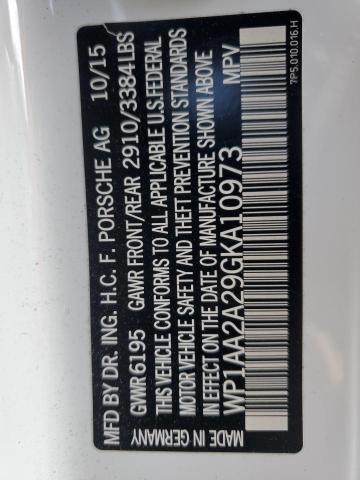 MFD BY DR. ING. H.C. F. PORSCHE AG 10/15
GVWR 6195 GAWR FRONT/REAR 2910/3384 LBS
THIS VEHICLE CONFORMS TO ALL APPLICABLE U.S. FEDERAL
MOTOR VEHICLE SAFETY AND THEFT PREVENTION STANDARDS
IN EFFECT ON THE DATE OF MANUFACTURE SHOWN ABOVE
WP1AA2A29GKA10973 MPV
MADE IN GERMANY
7P5.010.016.H